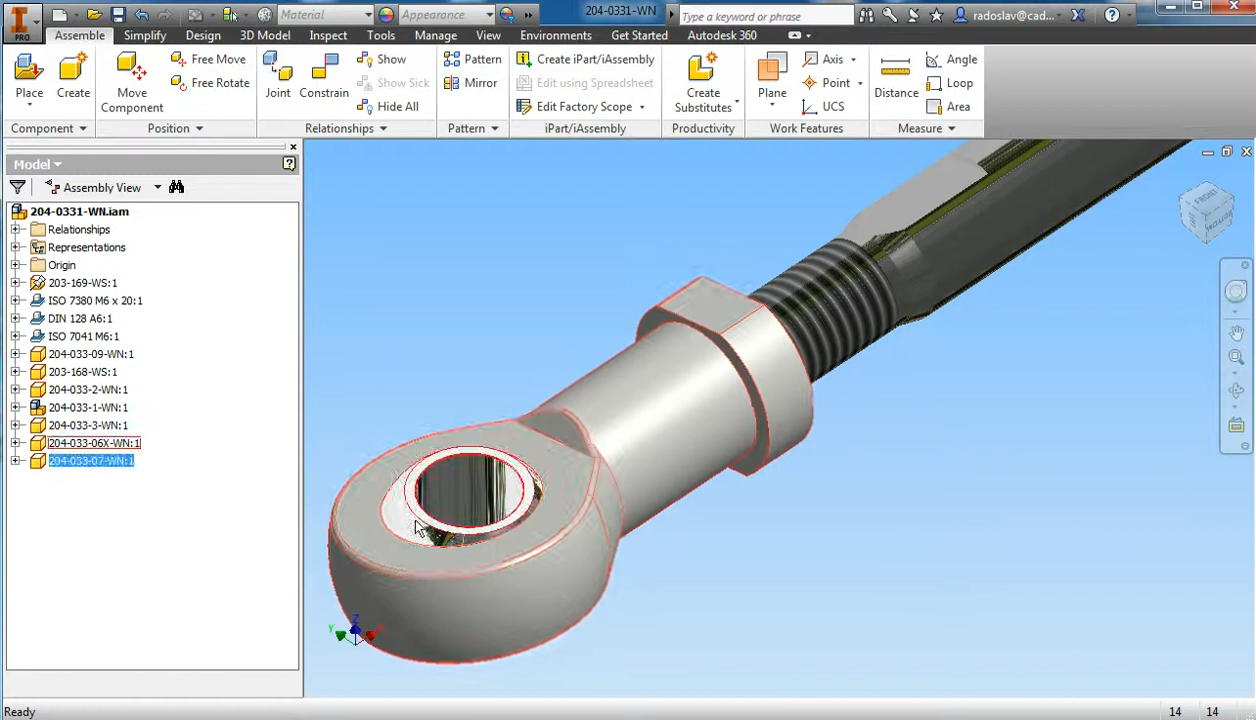 Material
Appearance
204-0331-WN
Type a keyword or phrase
radoslav@cad...
PRO
Assemble
Simplify
Design
3D Model
Inspect
Tools
Manage
View
Environments
Get Started
Autodesk 360
Place
Create
Move Component
Free Move
Free Rotate
Joint
Constrain
Show
Show Sick
Hide All
Pattern
Mirror
Create iPart/iAssembly
Edit using Spreadsheet
Edit Factory Scope
Create Substitutes
Plane
Axis
Point
UCS
Distance
Angle
Loop
Area
Component
Position
Relationships
Pattern
iPart/iAssembly
Productivity
Work Features
Measure
Model
Assembly View
204-0331-WN.iam
Relationships
Representations
Origin
203-169-WS:1
ISO 7380 M6 x 20:1
DIN 128 A6:1
ISO 7041 M6:1
204-033-09-WN:1
203-168-WS:1
204-033-2-WN:1
204-033-1-WN:1
204-033-3-WN:1
204-033-06X-WN:1
204-033-07-WN:1
FRONT
BOTTOM
Z
Y
X
Ready
14
14